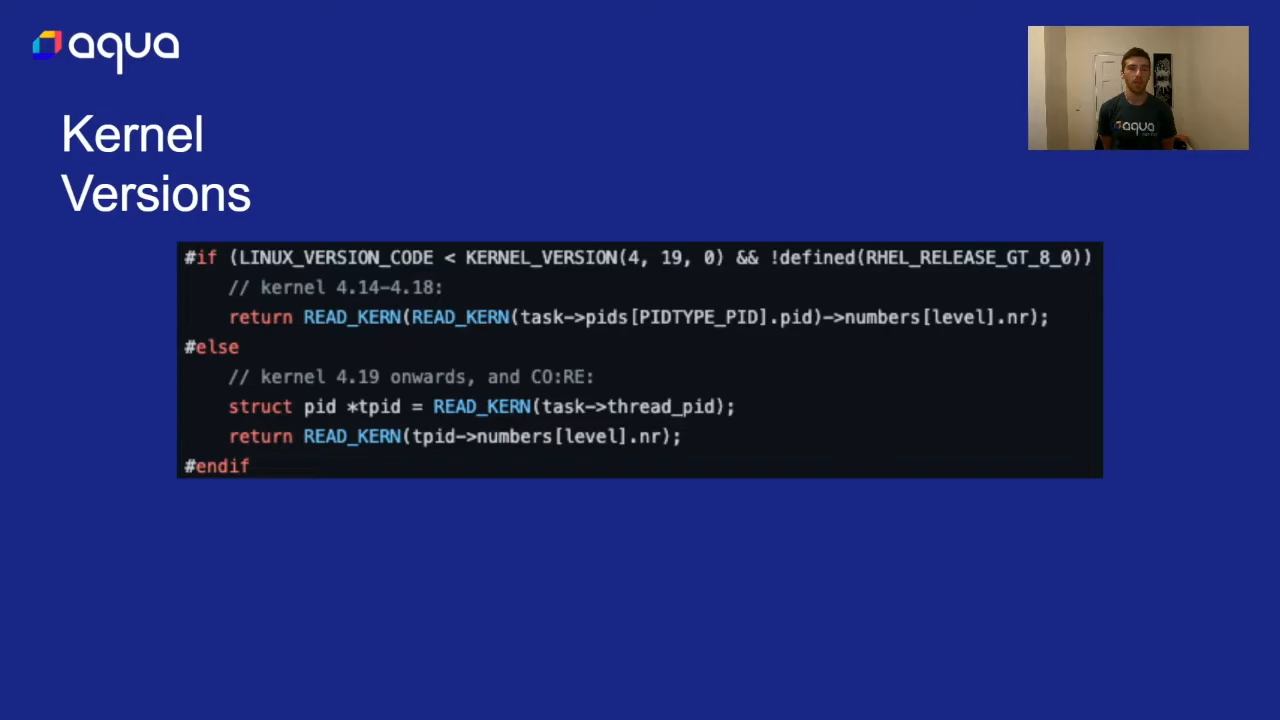 aqua
Kernel
Versions
#if (LINUX_VERSION_CODE < KERNEL_VERSION(4, 19, 0) && !defined(RHEL_RELEASE_GT_8_0))
// kernel 4.14-4.18:
return READ_KERN(READ_KERN(task->pids[PIDTYPE_PID].pid)->numbers[level].nr);
#else
// kernel 4.19 onwards, and CO:RE:
struct pid *tpid = READ_KERN(task->thread_pid);
return READ_KERN(tpid->numbers[level].nr);
#endif
aqua